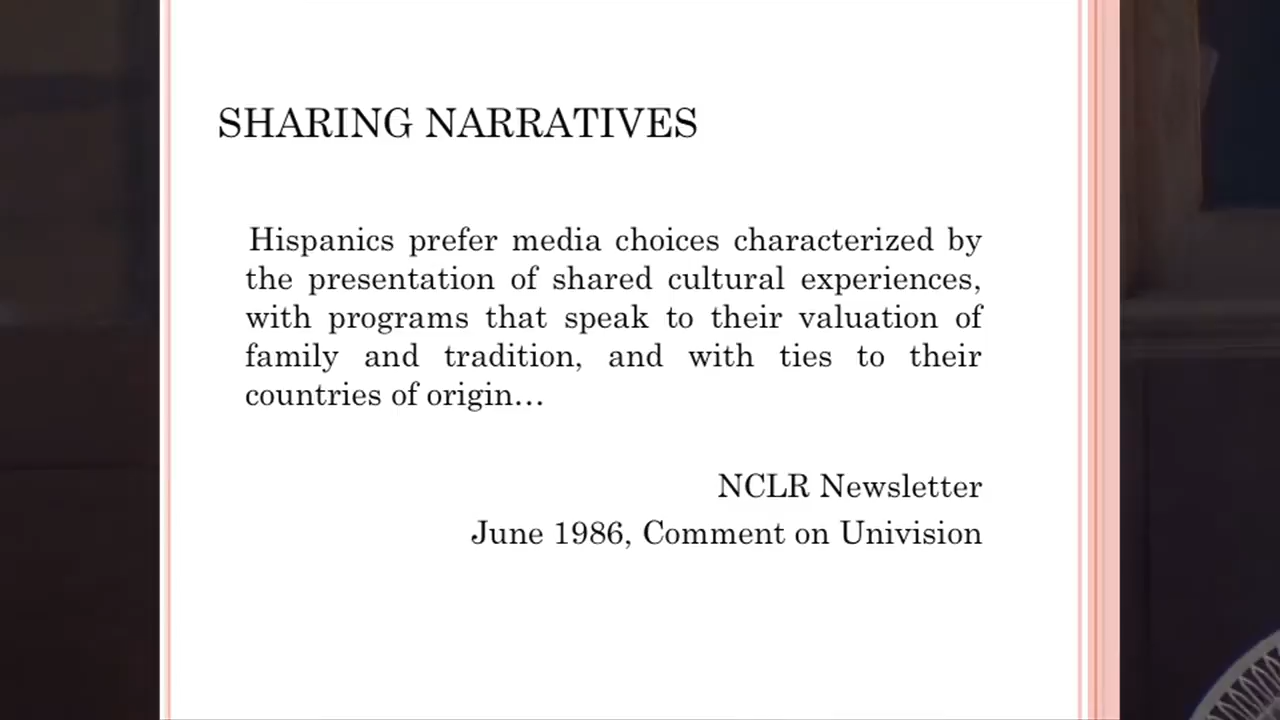 SHARING NARRATIVES
Hispanics prefer media choices characterized by
the presentation of shared cultural experiences,
with programs that speak to their valuation of
family and tradition, and with ties to their
countries of origin…
NCLR Newsletter
June 1986, Comment on Univision